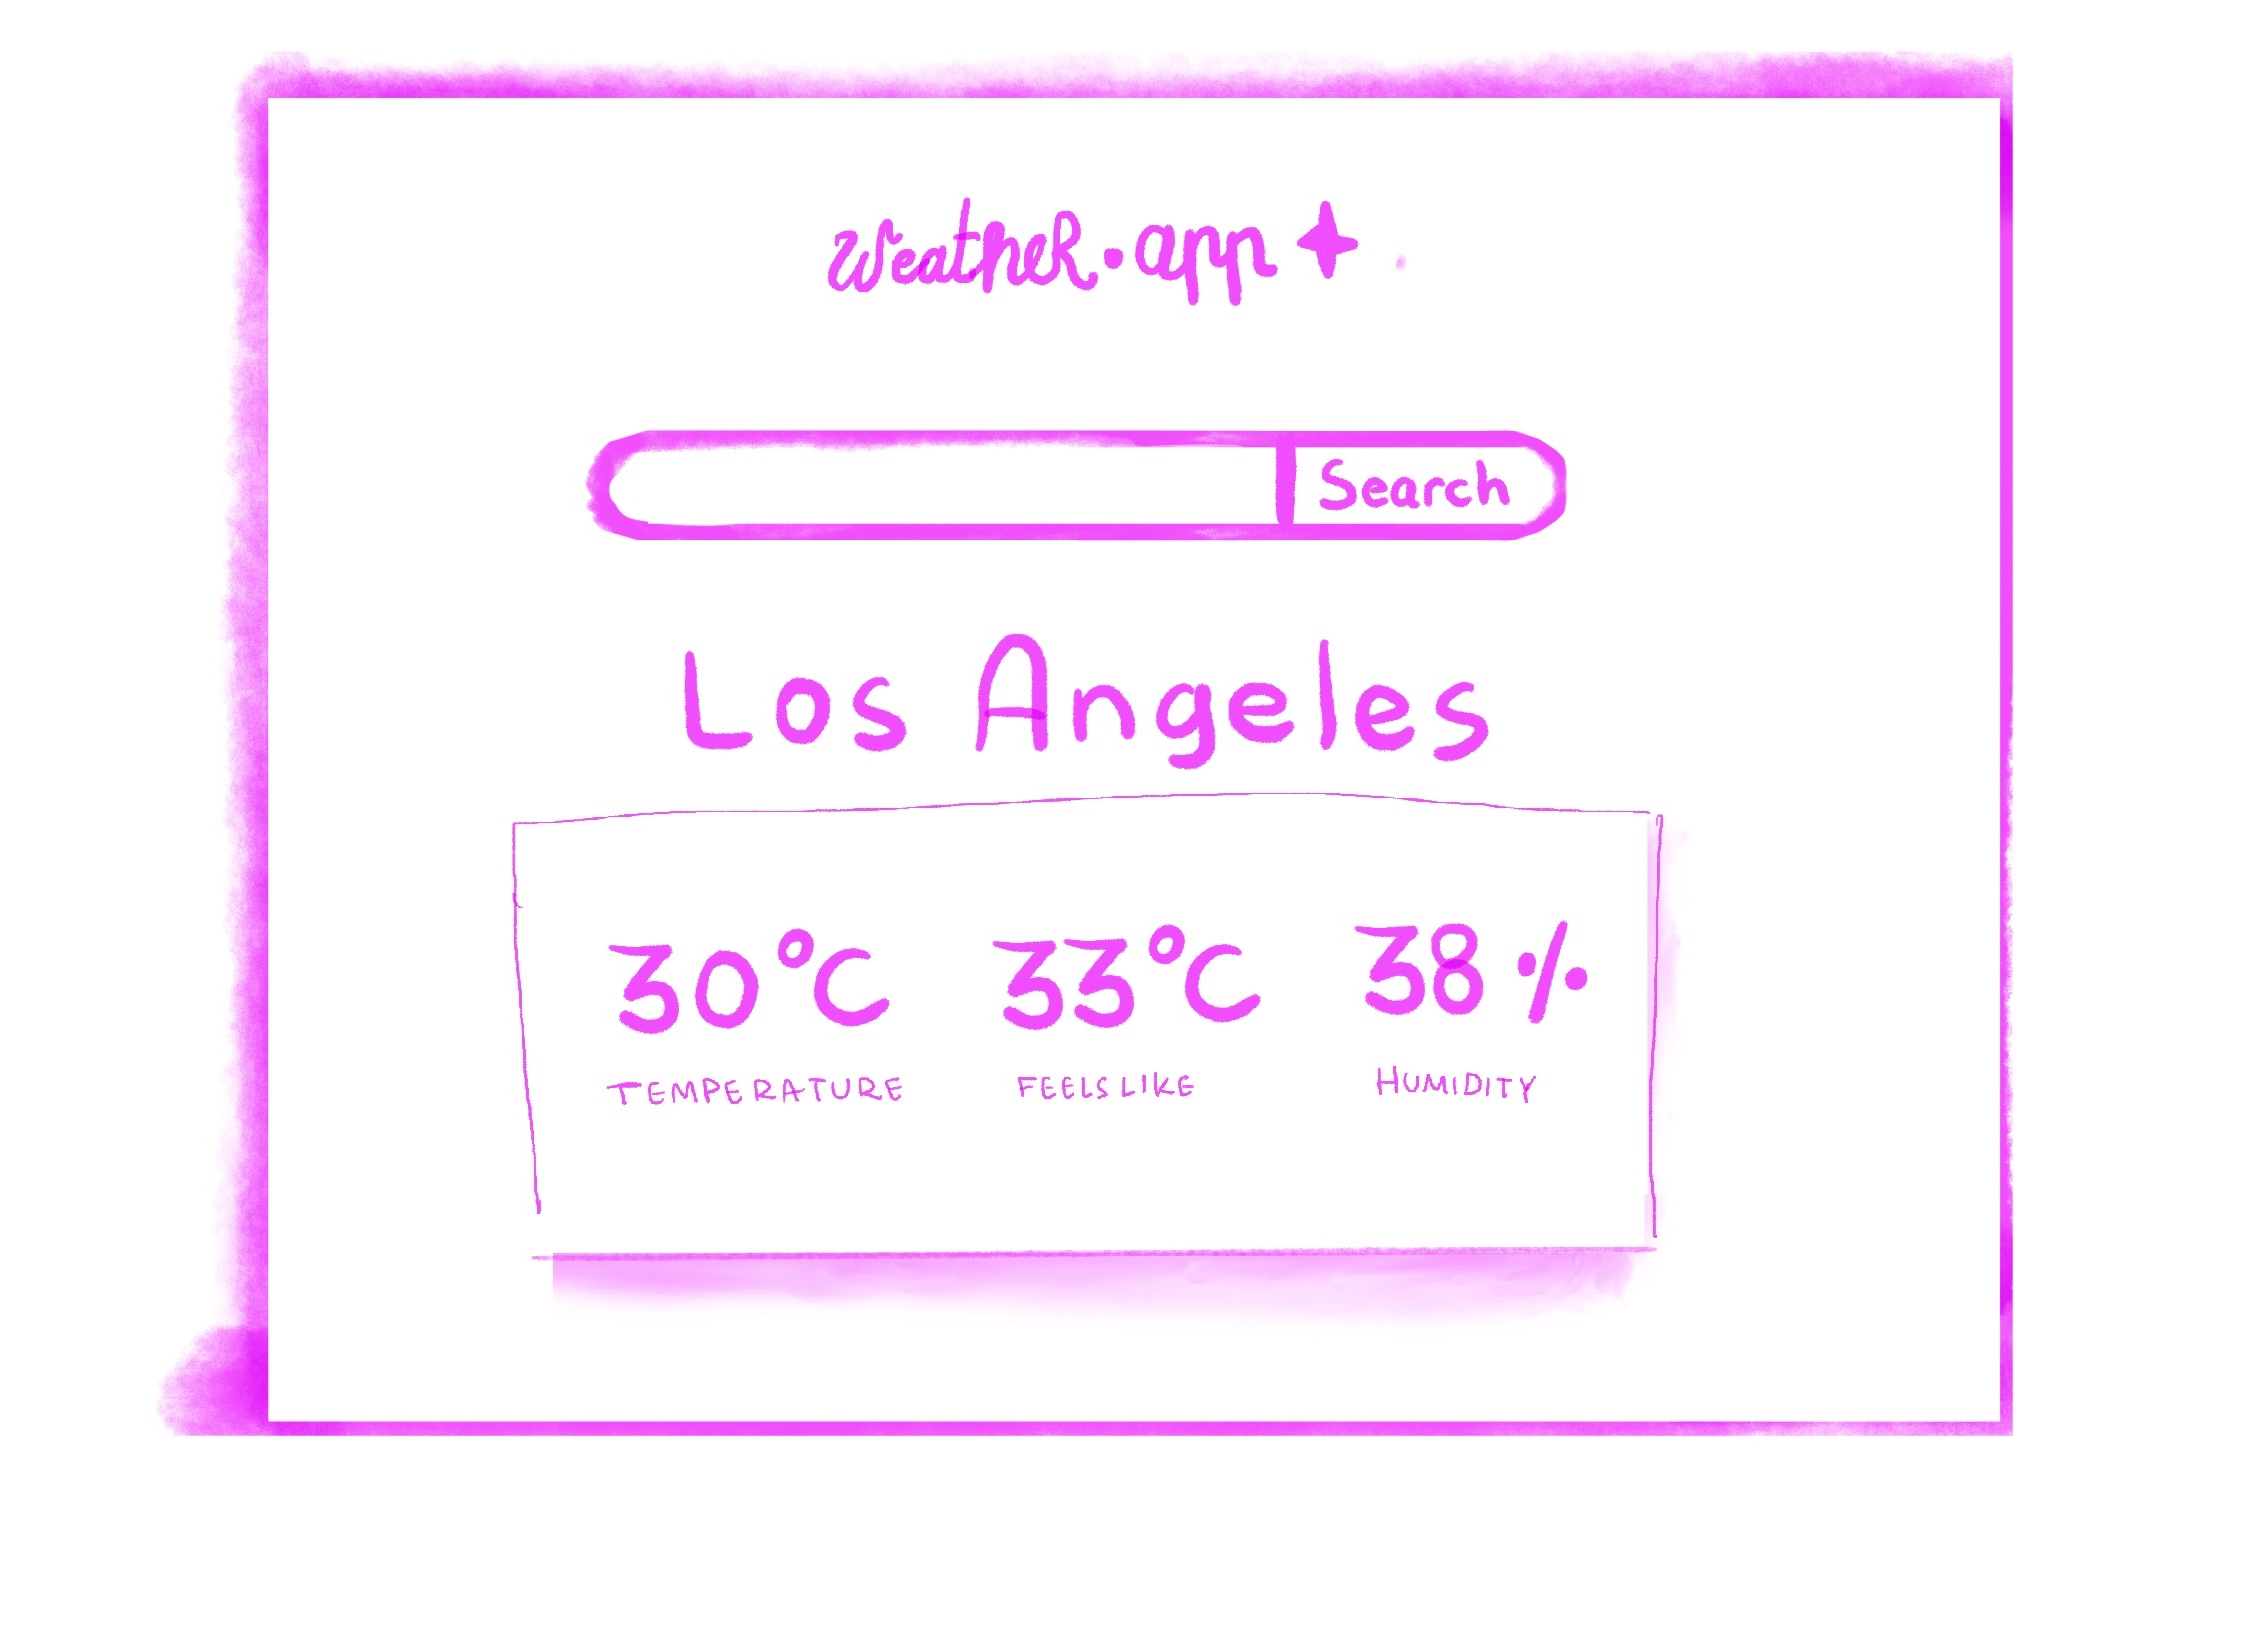 Weather.app
Search
Los Angeles
30°C 33°C 38%
TEMPERATURE FEELS LIKE HUMIDITY